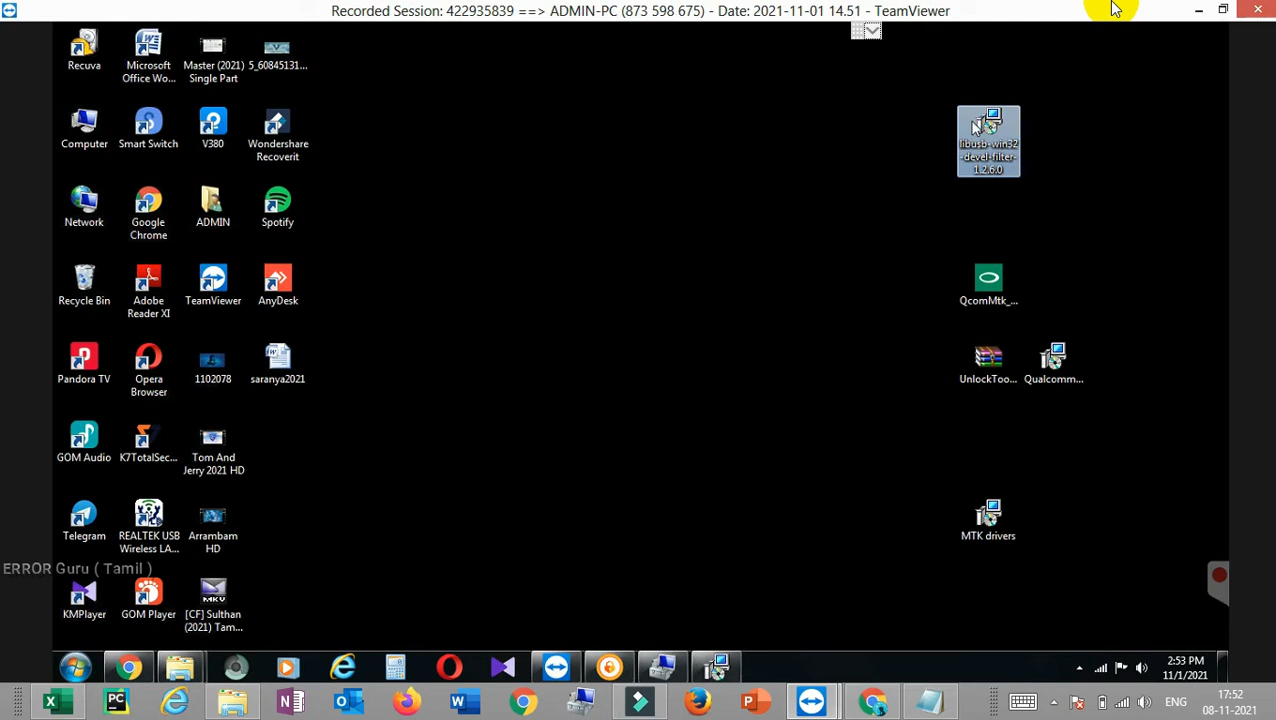 Recorded Session: 422935839 ==> ADMIN-PC (873 598 675) - Date: 2021-11-01 14.51 - TeamViewer
Recuva
Microsoft
Office Wo...
Master (2021)
Single Part
5_60845131...
Computer
Smart Switch
V380
Wondershare
Recoverit
libusb-win32
-devel-filter-
1.2.6.0
Network
Google
Chrome
ADMIN
Spotify
Recycle Bin
Adobe
Reader XI
TeamViewer
AnyDesk
QcomMtk_...
Pandora TV
Opera
Browser
1102078
saranya2021
UnlockToo...
Qualcomm...
GOM Audio
K7TotalSec...
Tom And
Jerry 2021 HD
Telegram
REALTEK USB
Wireless LA...
Arrambam
HD
MTK drivers
ERROR Guru ( Tamil )
KMPlayer
GOM Player
[CF] Sulthan
(2021) Tam...
2:53 PM
11/1/2021
ENG
17:52
08-11-2021